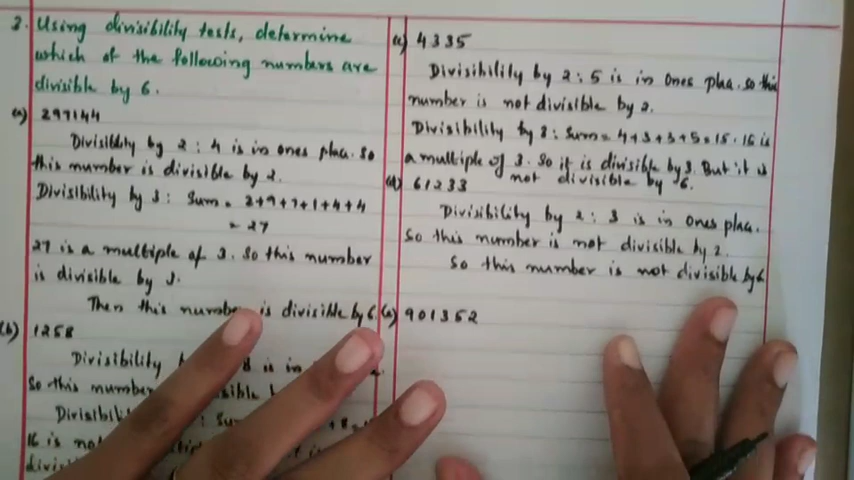 2. Using divisibility tests, determine
which of the following numbers are
divisible by 6.
(a) 297144
Divisibility by 2 : 4 is in ones place. So
this number is divisible by 2.
Divisibility by 3 : Sum = 2+9+7+1+4+4
= 27
27 is a multiple of 3. So this number
is divisible by 3.
Then this number is divisible by 6.
(b) 1258
Divisibility 8 is in
So this number
Divisibility : Sum +8=
16 is not
(c) 4335
Divisibility by 2 : 5 is in ones place. So this
number is not divisible by 2.
Divisibility by 3 : Sum = 4+3+3+5=15. 15 is
a multiple of 3. So it is divisible by 3. But it is
not divisible by 6.
(d) 61233
Divisibility by 2 : 3 is in ones place.
So this number is not divisible by 2.
So this number is not divisible by 6
(e) 901352